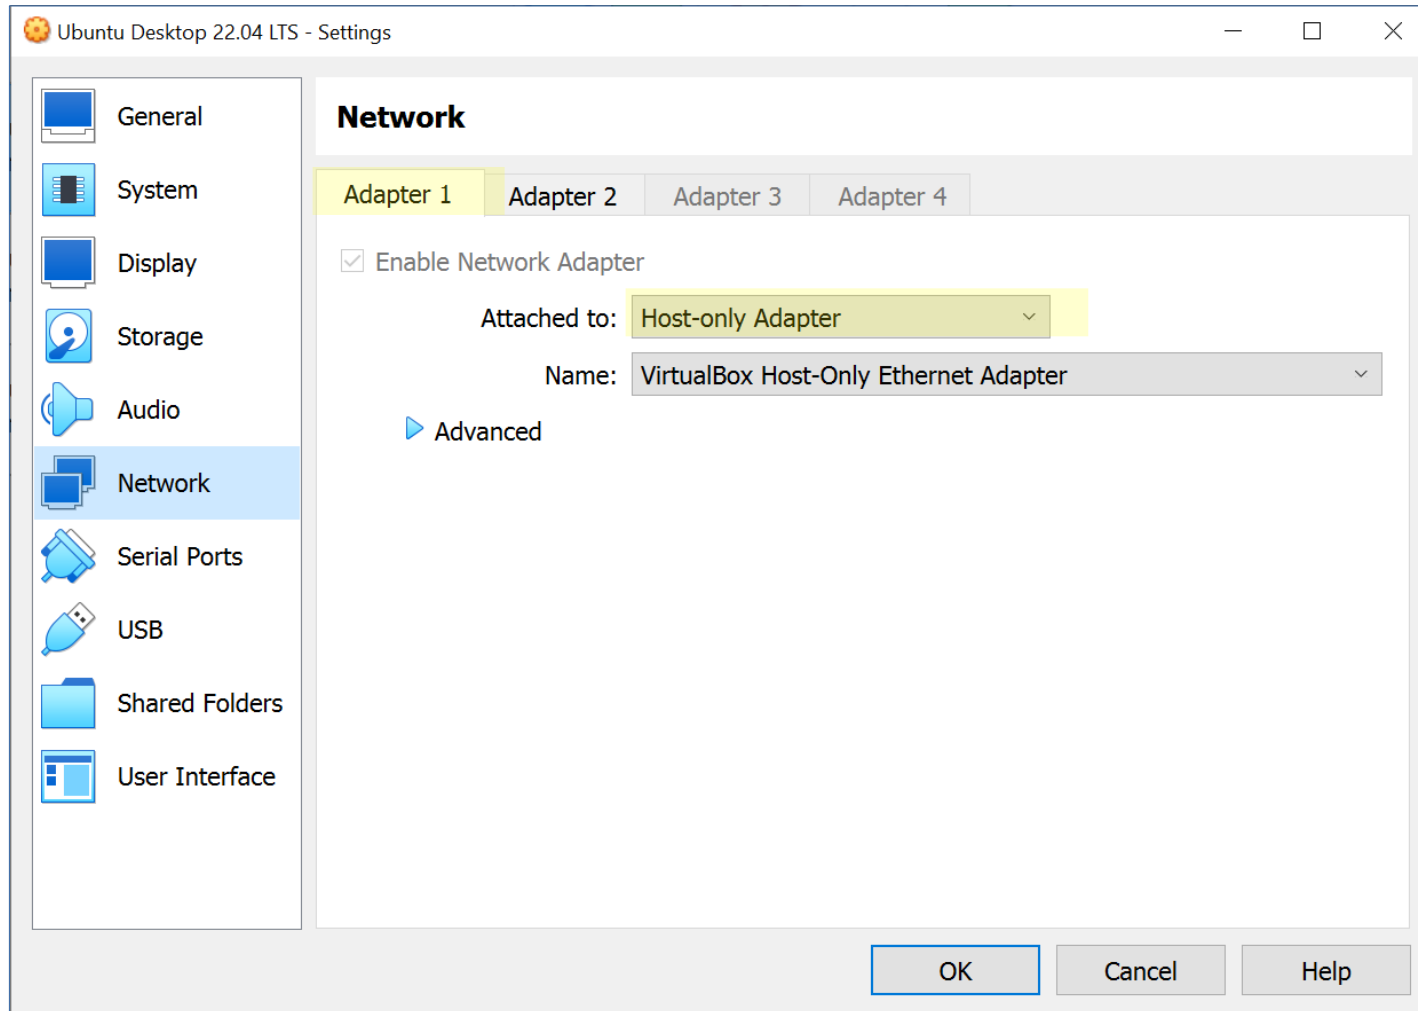 Ubuntu Desktop 22.04 LTS - Settings
General
System
Display
Storage
Audio
Network
Serial Ports
USB
Shared Folders
User Interface
Network
Adapter 1
Adapter 2
Adapter 3
Adapter 4
Enable Network Adapter
Attached to: Host-only Adapter
Name: VirtualBox Host-Only Ethernet Adapter
Advanced
OK
Cancel
Help